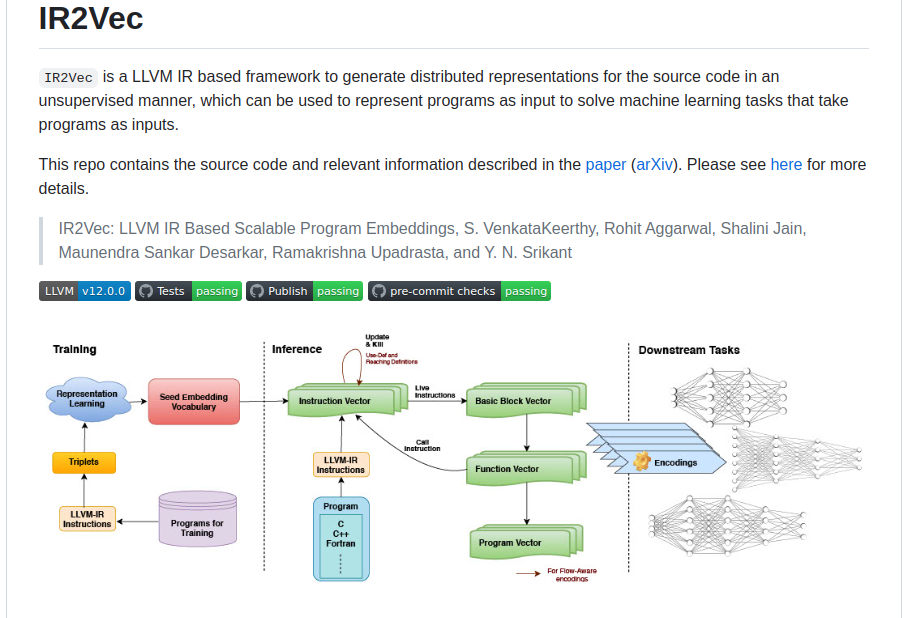 IR2Vec
IR2Vec is a LLVM IR based framework to generate distributed representations for the source code in an
unsupervised manner, which can be used to represent programs as input to solve machine learning tasks that take
programs as inputs.
This repo contains the source code and relevant information described in the paper (arXiv). Please see here for more
details.
IR2Vec: LLVM IR Based Scalable Program Embeddings, S. VenkataKeerthy, Rohit Aggarwal, Shalini Jain,
Maunendra Sankar Desarkar, Ramakrishna Upadrasta, and Y. N. Srikant
LLVM v12.0.0 Tests passing Publish passing pre-commit checks passing
Training
Representation
Learning
Seed Embedding
Vocabulary
Triplets
LLVM-IR
Instructions
Programs for
Training
Inference
Update
& Kill
Use-Def and
Reaching Definitions
Instruction Vector
Live
Instructions
Basic Block Vector
Call
Instruction
LLVM-IR
Instructions
Function Vector
Program
C
C++
Fortran
Program Vector
For Flow-Aware
encodings
Downstream Tasks
Encodings